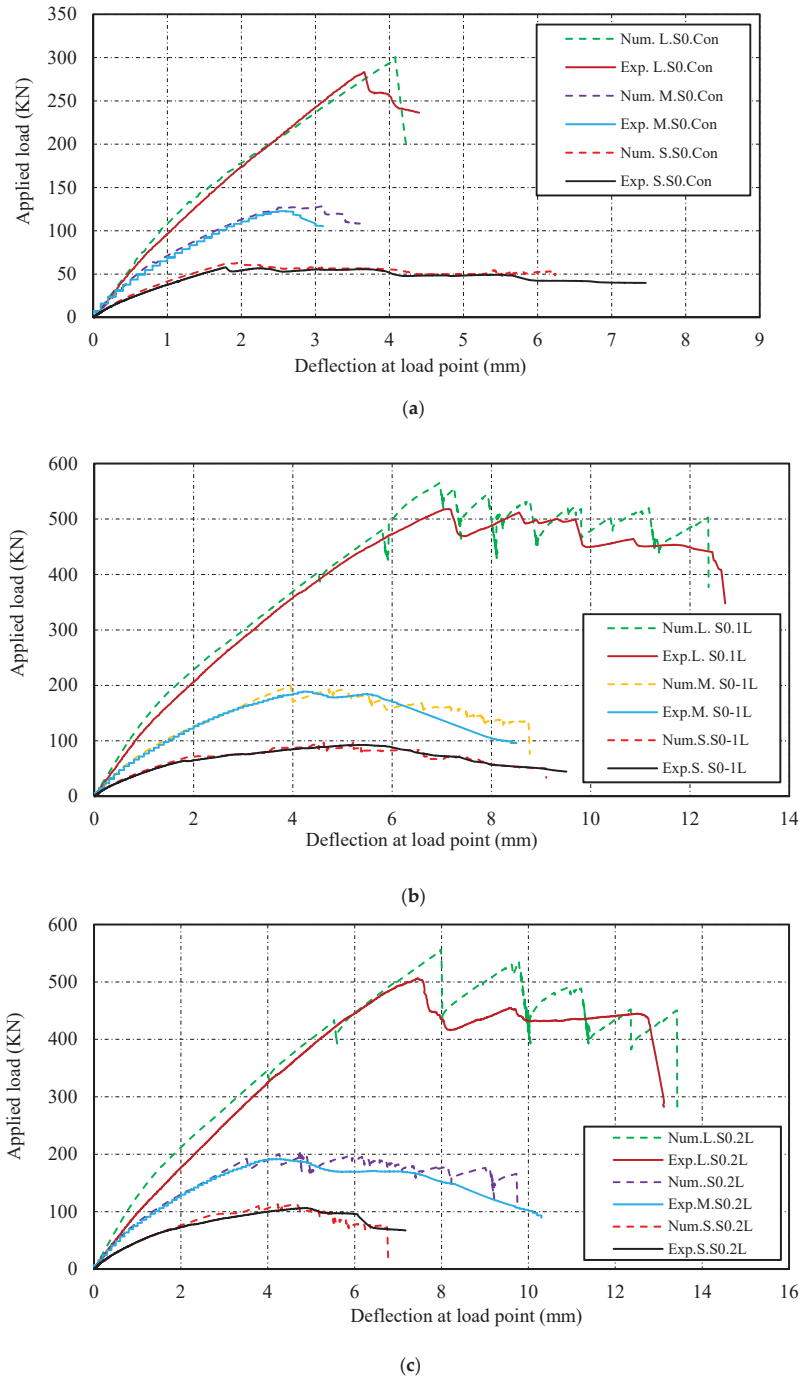 350
300
250
200
150
100
50
0
Applied load (KN)
Num. L.S0.Con
Exp. L.S0.Con
Num. M.S0.Con
Exp. M.S0.Con
Num. S.S0.Con
Exp. S.S0.Con
0 1 2 3 4 5 6 7 8 9
Deflection at load point (mm)
(a)
600
500
400
300
200
100
0
Applied load (KN)
Num.L. S0.1L
Exp.L. S0.1L
Num.M. S0-1L
Exp.M. S0-1L
Num.S.S0-1L
Exp.S. S0-1L
0 2 4 6 8 10 12 14
Deflection at load point (mm)
(b)
600
500
400
300
200
100
0
Applied load (KN)
Num.L.S0.2L
Exp.L.S0.2L
Num..S0.2L
Exp.M.S0.2L
Num.S.S0.2L
Exp.S.S0.2L
0 2 4 6 8 10 12 14 16
Deflection at load point (mm)
(c)